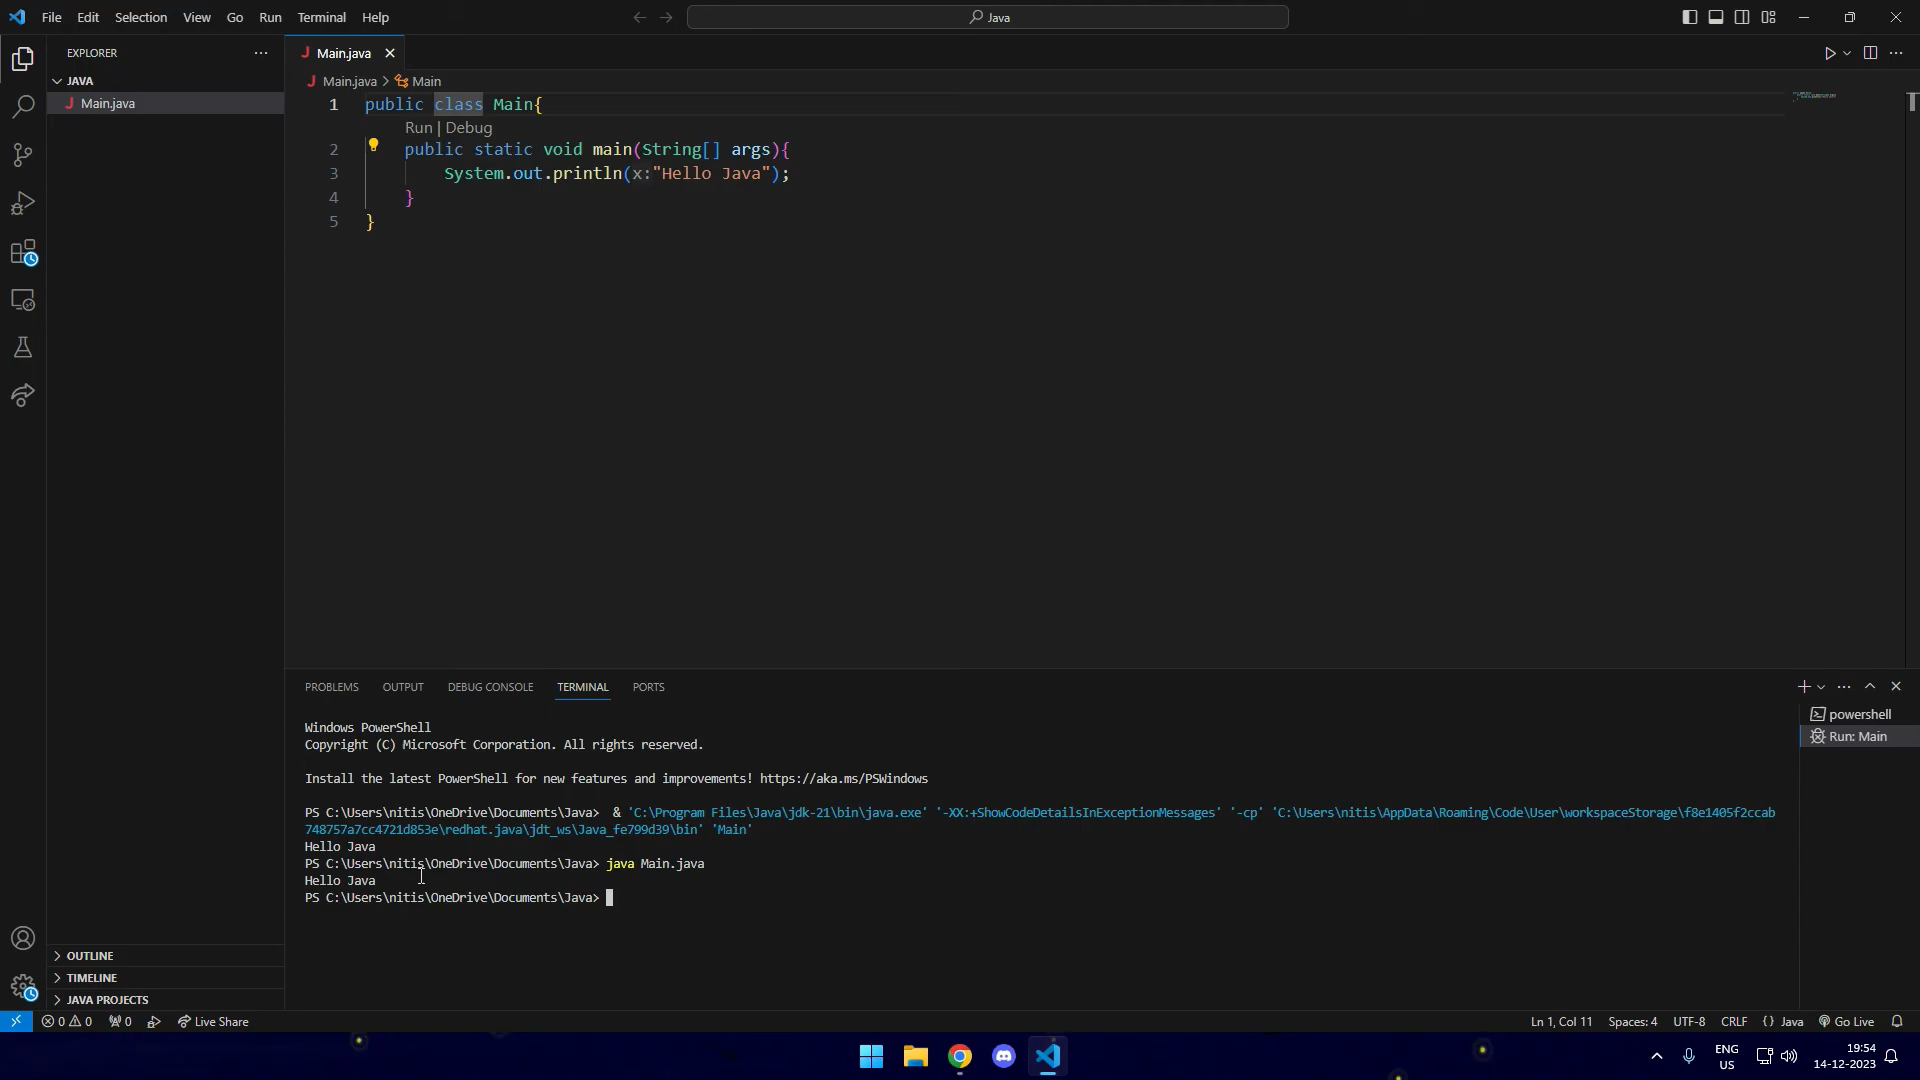 File Edit Selection View Go Run Terminal Help
Java
EXPLORER
JAVA
J Main.java
J Main.java
J Main.java > Main
1 public class Main{
Run | Debug
2 public static void main(String[] args){
3 System.out.println(x:"Hello Java");
4 }
5 }
PROBLEMS OUTPUT DEBUG CONSOLE TERMINAL PORTS
powershell
Run: Main
Windows PowerShell
Copyright (C) Microsoft Corporation. All rights reserved.
Install the latest PowerShell for new features and improvements! https://aka.ms/PSWindows
PS C:\Users\nitis\OneDrive\Documents\Java> & 'C:\Program Files\Java\jdk-21\bin\java.exe' '-XX:+ShowCodeDetailsInExceptionMessages' '-cp' 'C:\Users\nitis\AppData\Roaming\Code\User\workspaceStorage\f8e1405f2ccab
748757a7cc4721d853e\redhat.java\jdt_ws\Java_fe799d39\bin' 'Main'
Hello Java
PS C:\Users\nitis\OneDrive\Documents\Java> java Main.java
Hello Java
PS C:\Users\nitis\OneDrive\Documents\Java>
OUTLINE
TIMELINE
JAVA PROJECTS
0 0 0 Live Share
Ln 1, Col 11 Spaces: 4 UTF-8 CRLF {} Java Go Live
ENG
US
19:54
14-12-2023